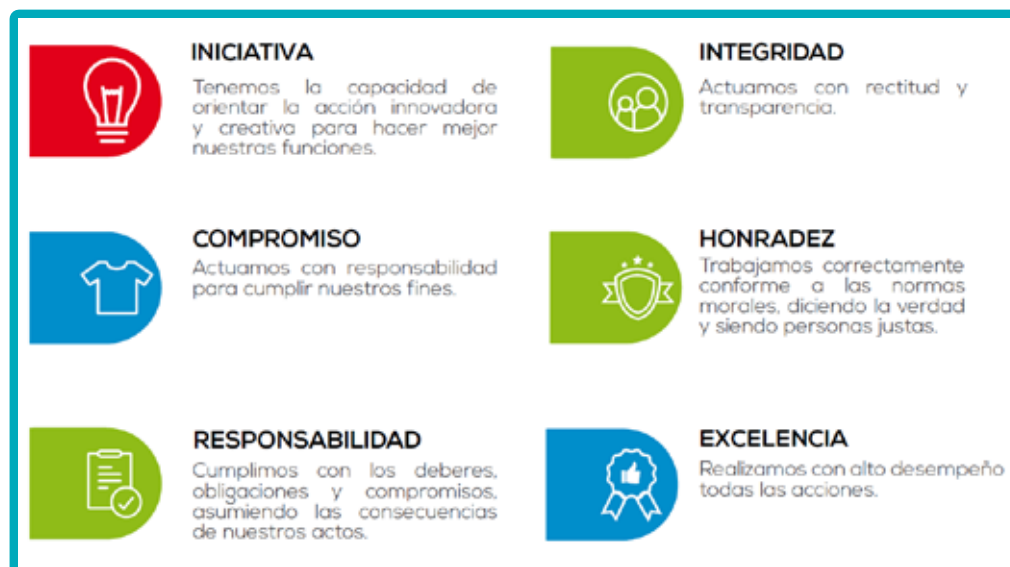 INICIATIVA
Tenemos la capacidad de
orientar la acción innovadora
y creativa para hacer mejor
nuestras funciones.
INTEGRIDAD
Actuamos con rectitud y
transparencia.
COMPROMISO
Actuamos con responsabilidad
para cumplir nuestros fines.
HONRADEZ
Trabajamos correctamente
conforme a las normas
morales, diciendo la verdad
y siendo personas justas.
RESPONSABILIDAD
Cumplimos con los deberes,
obligaciones y compromisos,
asumiendo las consecuencias
de nuestros actos.
EXCELENCIA
Realizamos con alto desempeño
todas las acciones.